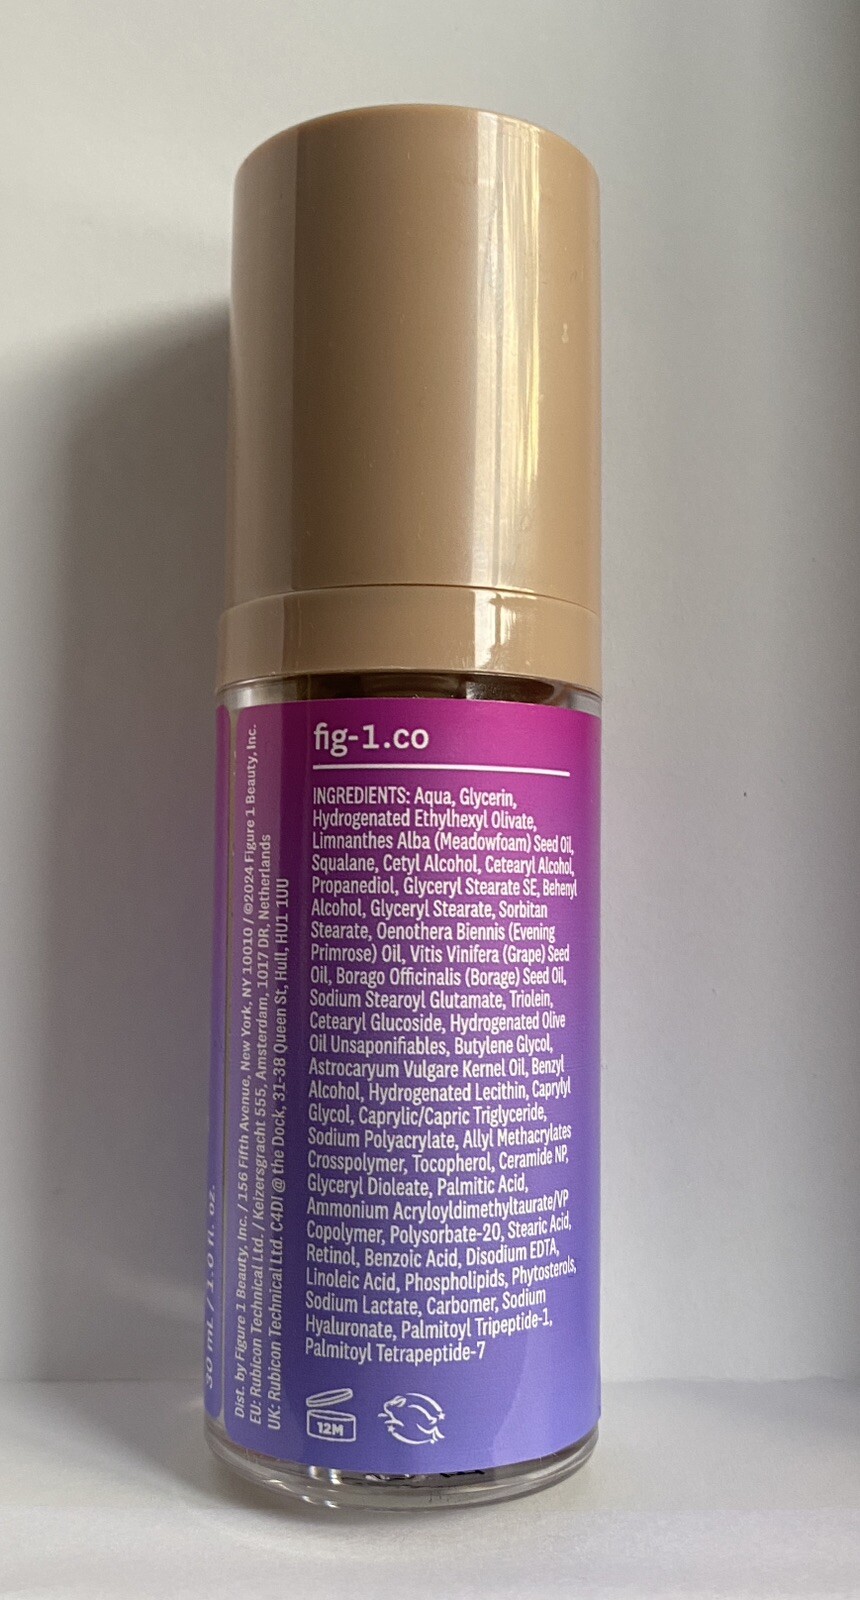 fig-1.co
INGREDIENTS: Aqua, Glycerin,
Hydrogenated Ethylhexyl Olivate,
Limnanthes Alba (Meadowfoam) Seed Oil,
Squalane, Cetyl Alcohol, Cetearyl Alcohol,
Propanediol, Glyceryl Stearate SE, Behenyl
Alcohol, Glyceryl Stearate, Sorbitan
Stearate, Oenothera Biennis (Evening
Primrose) Oil, Vitis Vinifera (Grape) Seed
Oil, Borago Officinalis (Borage) Seed Oil,
Sodium Stearoyl Glutamate, Triolein,
Cetearyl Glucoside, Hydrogenated Olive
Oil Unsaponifiables, Butylene Glycol,
Astrocaryum Vulgare Kernel Oil, Benzyl
Alcohol, Hydrogenated Lecithin, Caprylyl
Glycol, Caprylic/Capric Triglyceride,
Sodium Polyacrylate, Allyl Methacrylates
Crosspolymer, Tocopherol, Ceramide NP,
Glyceryl Dioleate, Palmitic Acid,
Ammonium Acryloyldimethyltaurate/VP
Copolymer, Polysorbate-20, Stearic Acid,
Retinol, Benzoic Acid, Disodium EDTA,
Linoleic Acid, Phospholipids, Phytosterols,
Sodium Lactate, Carbomer, Sodium
Hyaluronate, Palmitoyl Tripeptide-1,
Palmitoyl Tetrapeptide-7
12M
30 mL / 1.0 fl. oz.
Dist. by Figure 1 Beauty, Inc. / 156 Fifth Avenue, New York, NY 10010 / ©2024 Figure 1 Beauty, Inc.
EU: Rubicon Technical Ltd. / Keizersgracht 555, Amsterdam, 1017 DR, Netherlands
UK: Rubicon Technical Ltd. C4DI @ the Dock, 31-38 Queen St, Hull, HU1 1UU